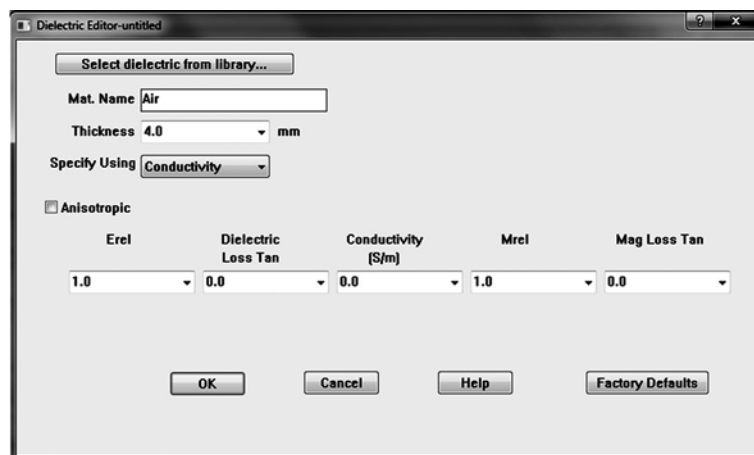 Dielectric Editor-untitled
? x
Select dielectric from library...
Mat. Name Air
Thickness 4.0 mm
Specify Using Conductivity
Anisotropic
Erel Dielectric Loss Tan Conductivity (S/m) Mrel Mag Loss Tan
1.0 0.0 0.0 1.0 0.0
OK Cancel Help Factory Defaults